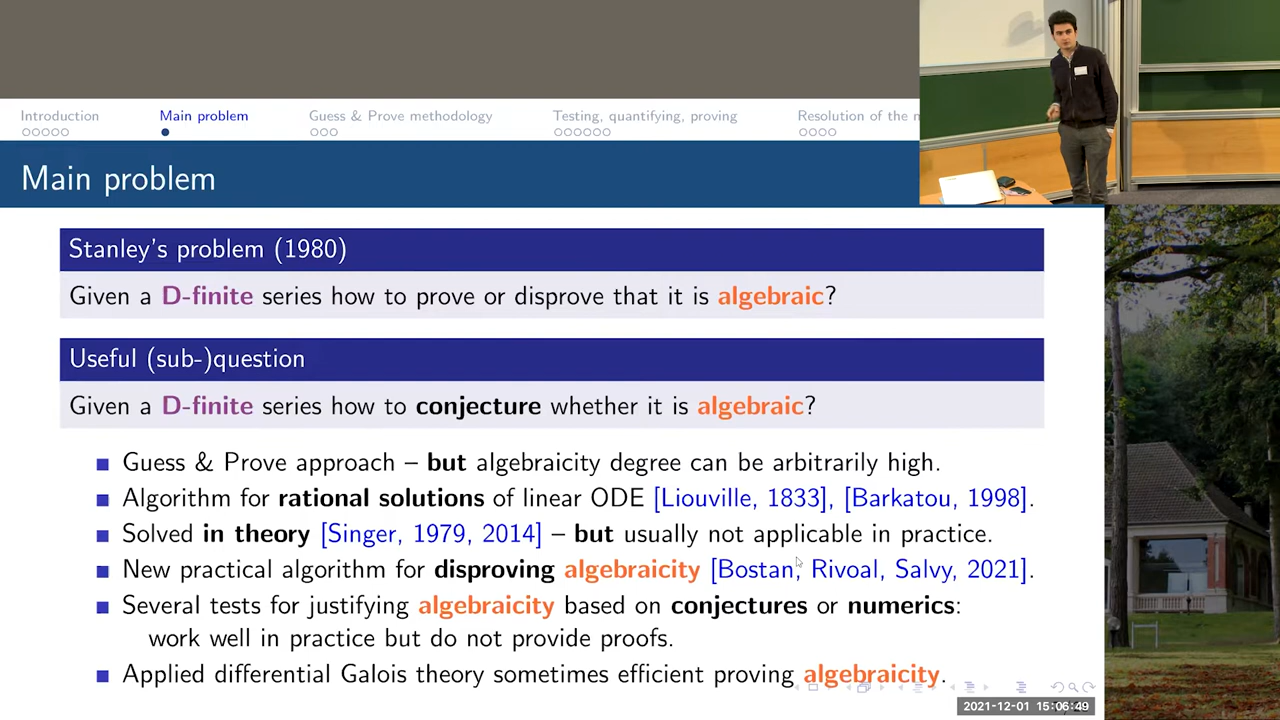 Introduction
Main problem
Guess & Prove methodology
Testing, quantifying, proving
Resolution of the
Main problem
Stanley's problem (1980)
Given a D-finite series how to prove or disprove that it is algebraic?
Useful (sub-)question
Given a D-finite series how to conjecture whether it is algebraic?
Guess & Prove approach – but algebraicity degree can be arbitrarily high.
Algorithm for rational solutions of linear ODE [Liouville, 1833], [Barkatou, 1998].
Solved in theory [Singer, 1979, 2014] – but usually not applicable in practice.
New practical algorithm for disproving algebraicity [Bostan, Rivoal, Salvy, 2021].
Several tests for justifying algebraicity based on conjectures or numerics:
work well in practice but do not provide proofs.
Applied differential Galois theory sometimes efficient proving algebraicity.
2021-12-01 15:06:49